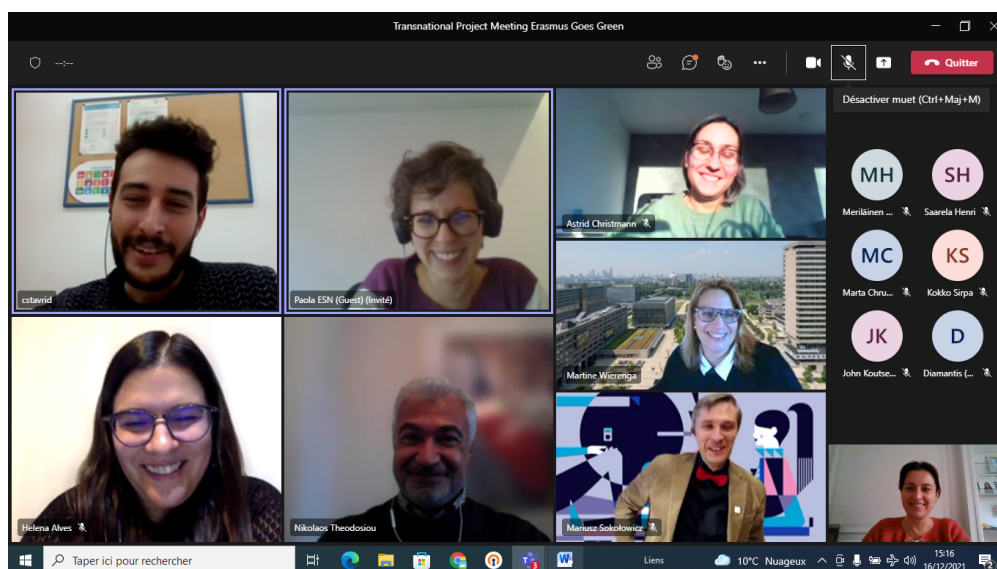 Transnational Project Meeting Erasmus Goes Green
--:--
Quitter
Désactiver muet (Ctrl+Maj+M)
cstavrid
Paola ESN (Guest) (Invité)
Astrid Christmann
Martine Wierenga
Helena Alves
Nikolaos Theodosiou
Mariusz Sokołowicz
MH
SH
Meriläinen ...
Saarela Henri
MC
KS
Marta Chru...
Kokko Sirpa
JK
D
John Koutse...
Diamantis (...
Taper ici pour rechercher
Liens
10°C Nuageux
15:16
16/12/2021